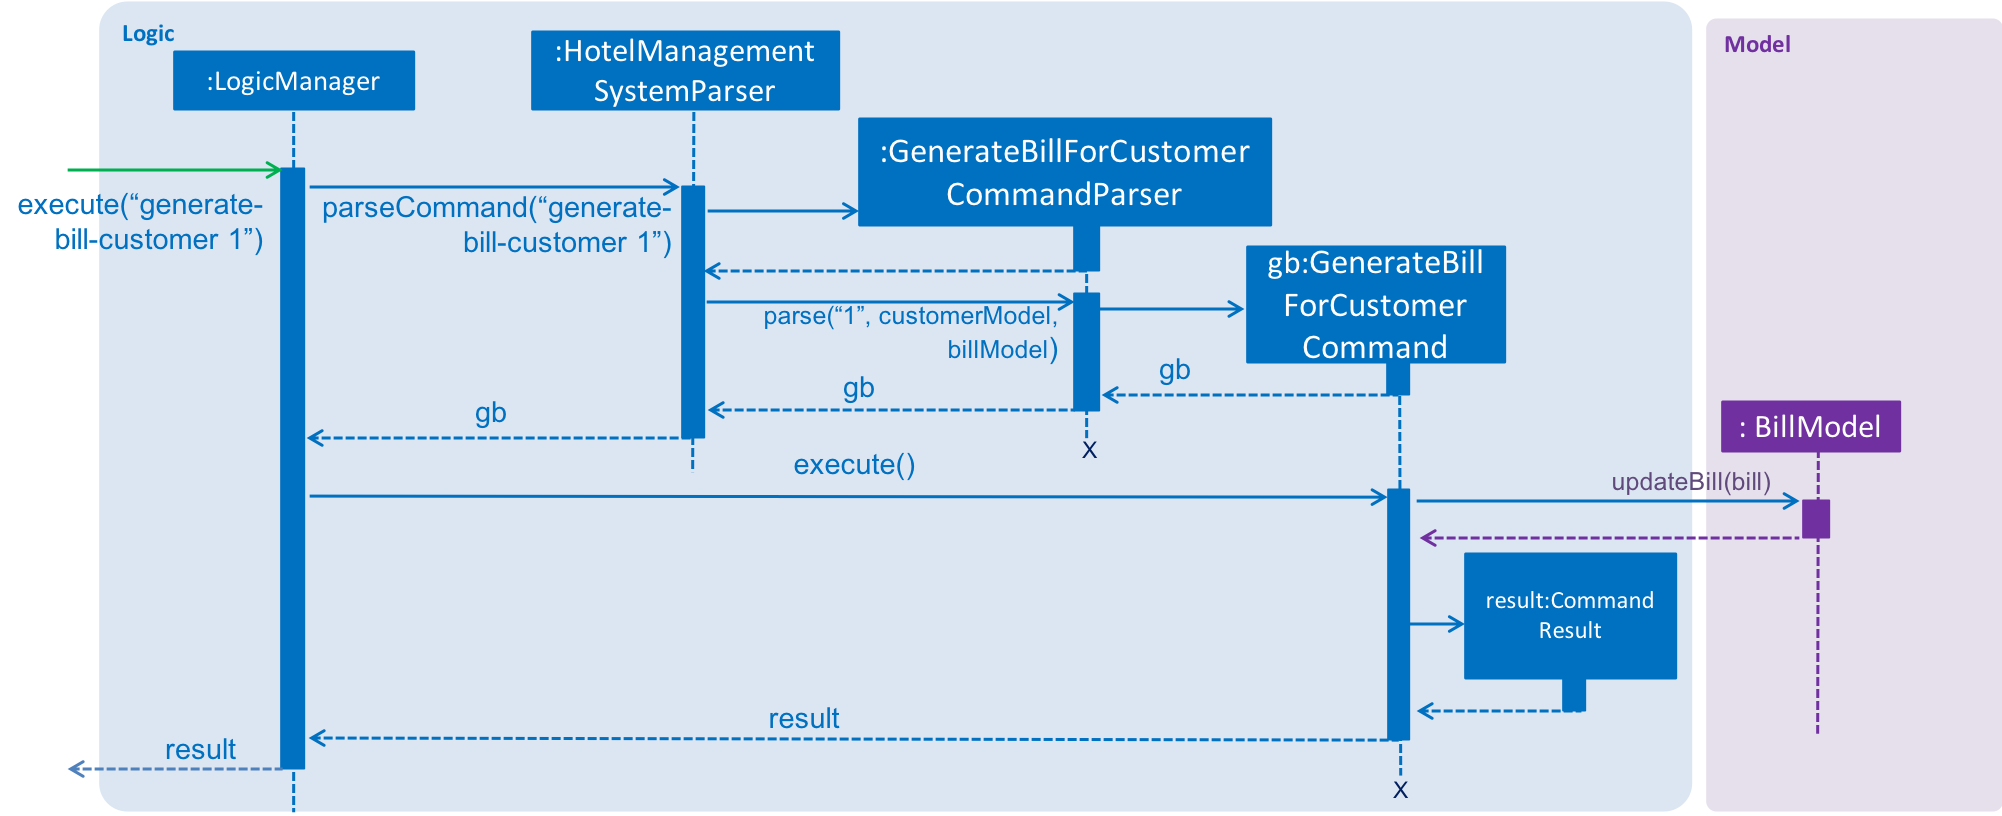 Logic
Model
:LogicManager
:HotelManagement
SystemParser
:GenerateBillForCustomer
CommandParser
execute(“generate-
bill-customer 1”)
parseCommand(“generate-
bill-customer 1”)
gb:GenerateBill
ForCustomer
Command
parse(“1”, customerModel,
billModel)
gb
gb
gb
: BillModel
X
execute()
updateBill(bill)
result:Command
Result
result
result
X